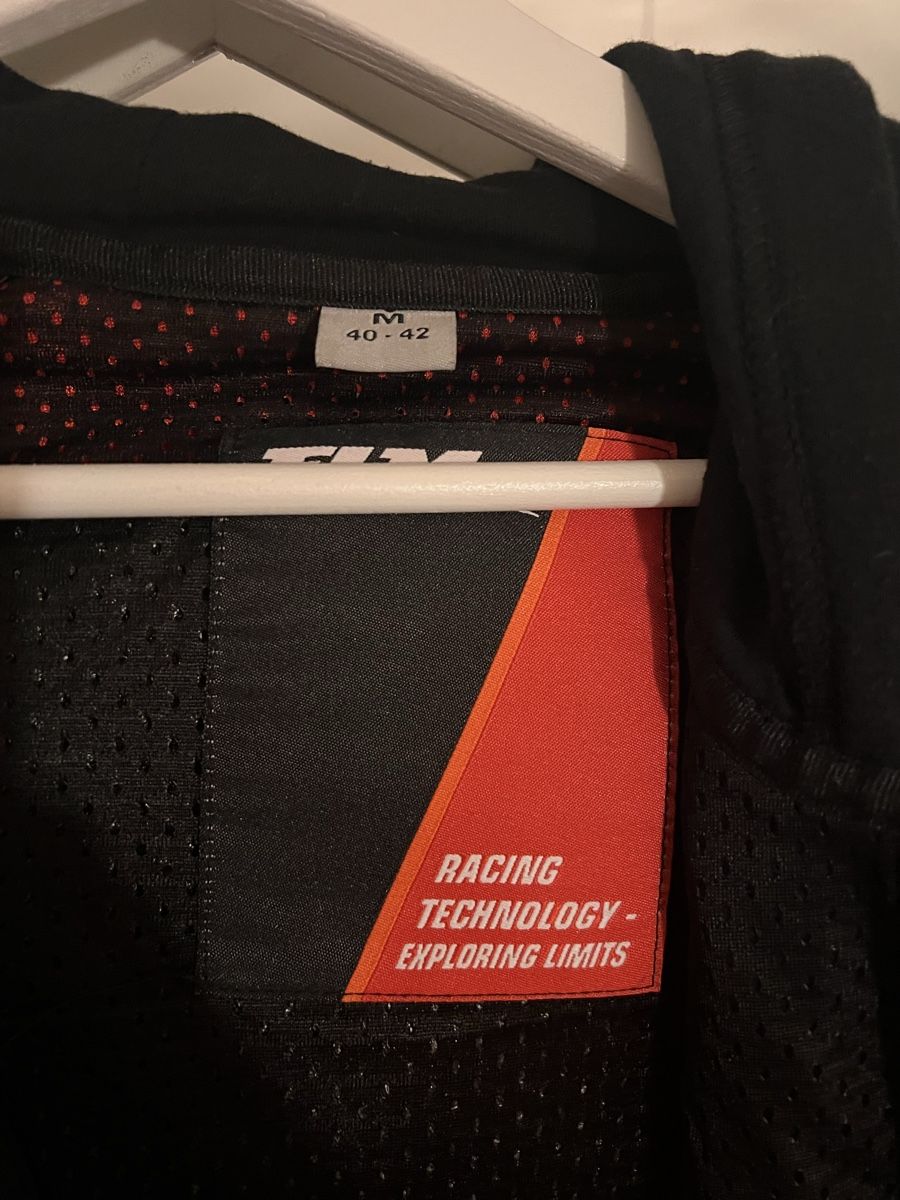 M
40 - 42
RACING
TECHNOLOGY -
EXPLORING LIMITS